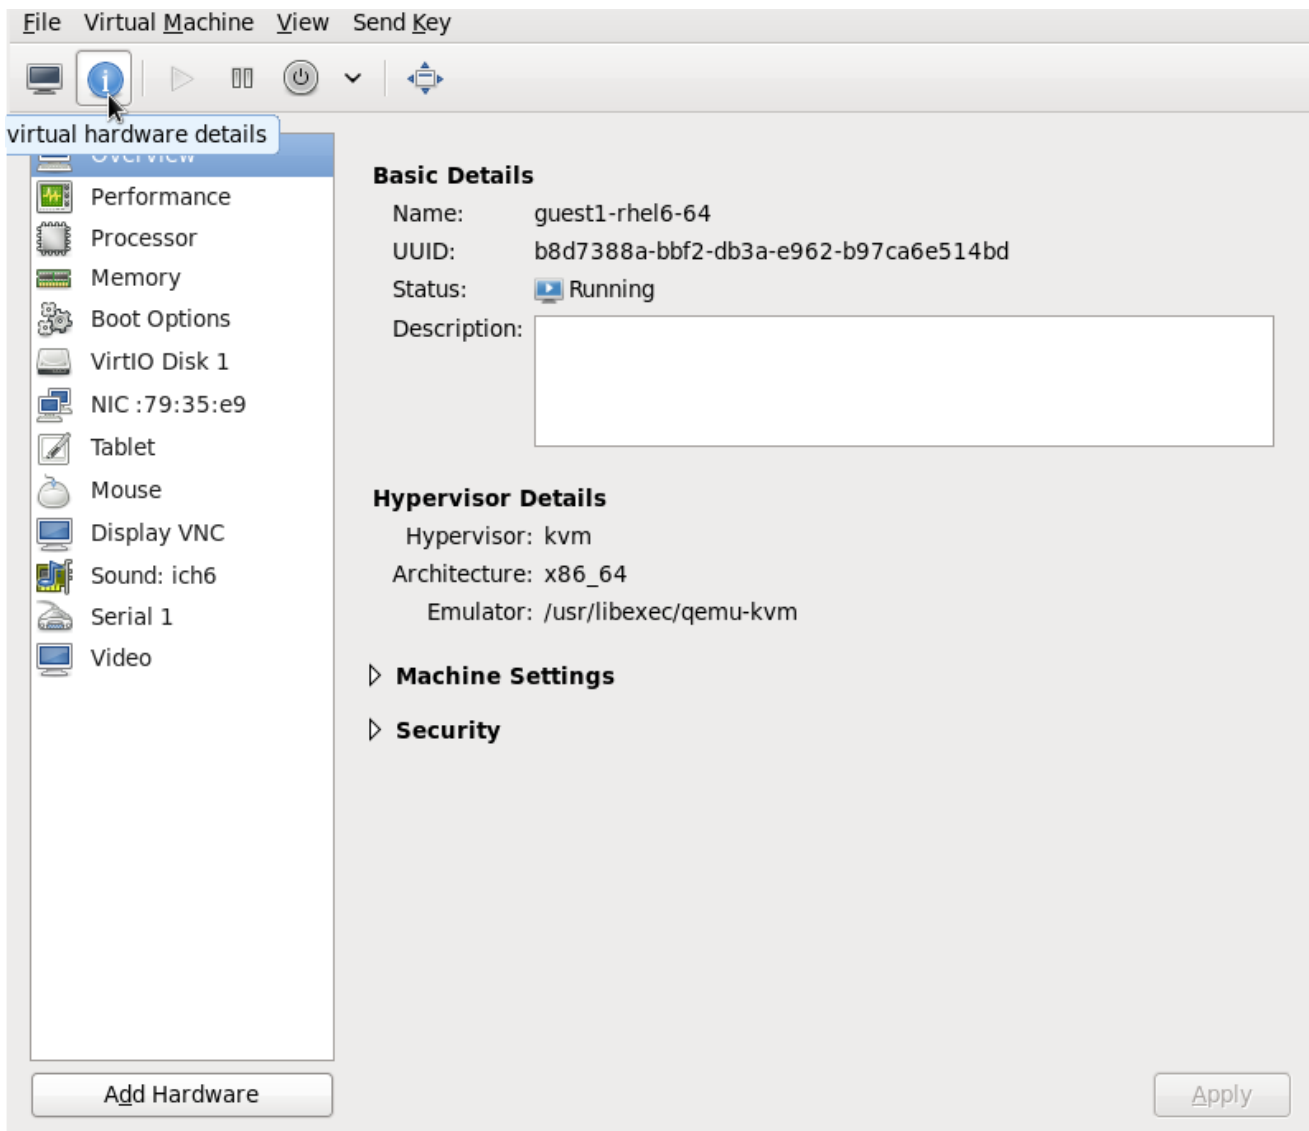 File Virtual Machine View Send Key
virtual hardware details
Overview
Performance
Processor
Memory
Boot Options
VirtIO Disk 1
NIC :79:35:e9
Tablet
Mouse
Display VNC
Sound: ich6
Serial 1
Video
Add Hardware
Basic Details
Name: guest1-rhel6-64
UUID: b8d7388a-bbf2-db3a-e962-b97ca6e514bd
Status: Running
Description:
Hypervisor Details
Hypervisor: kvm
Architecture: x86_64
Emulator: /usr/libexec/qemu-kvm
Machine Settings
Security
Apply